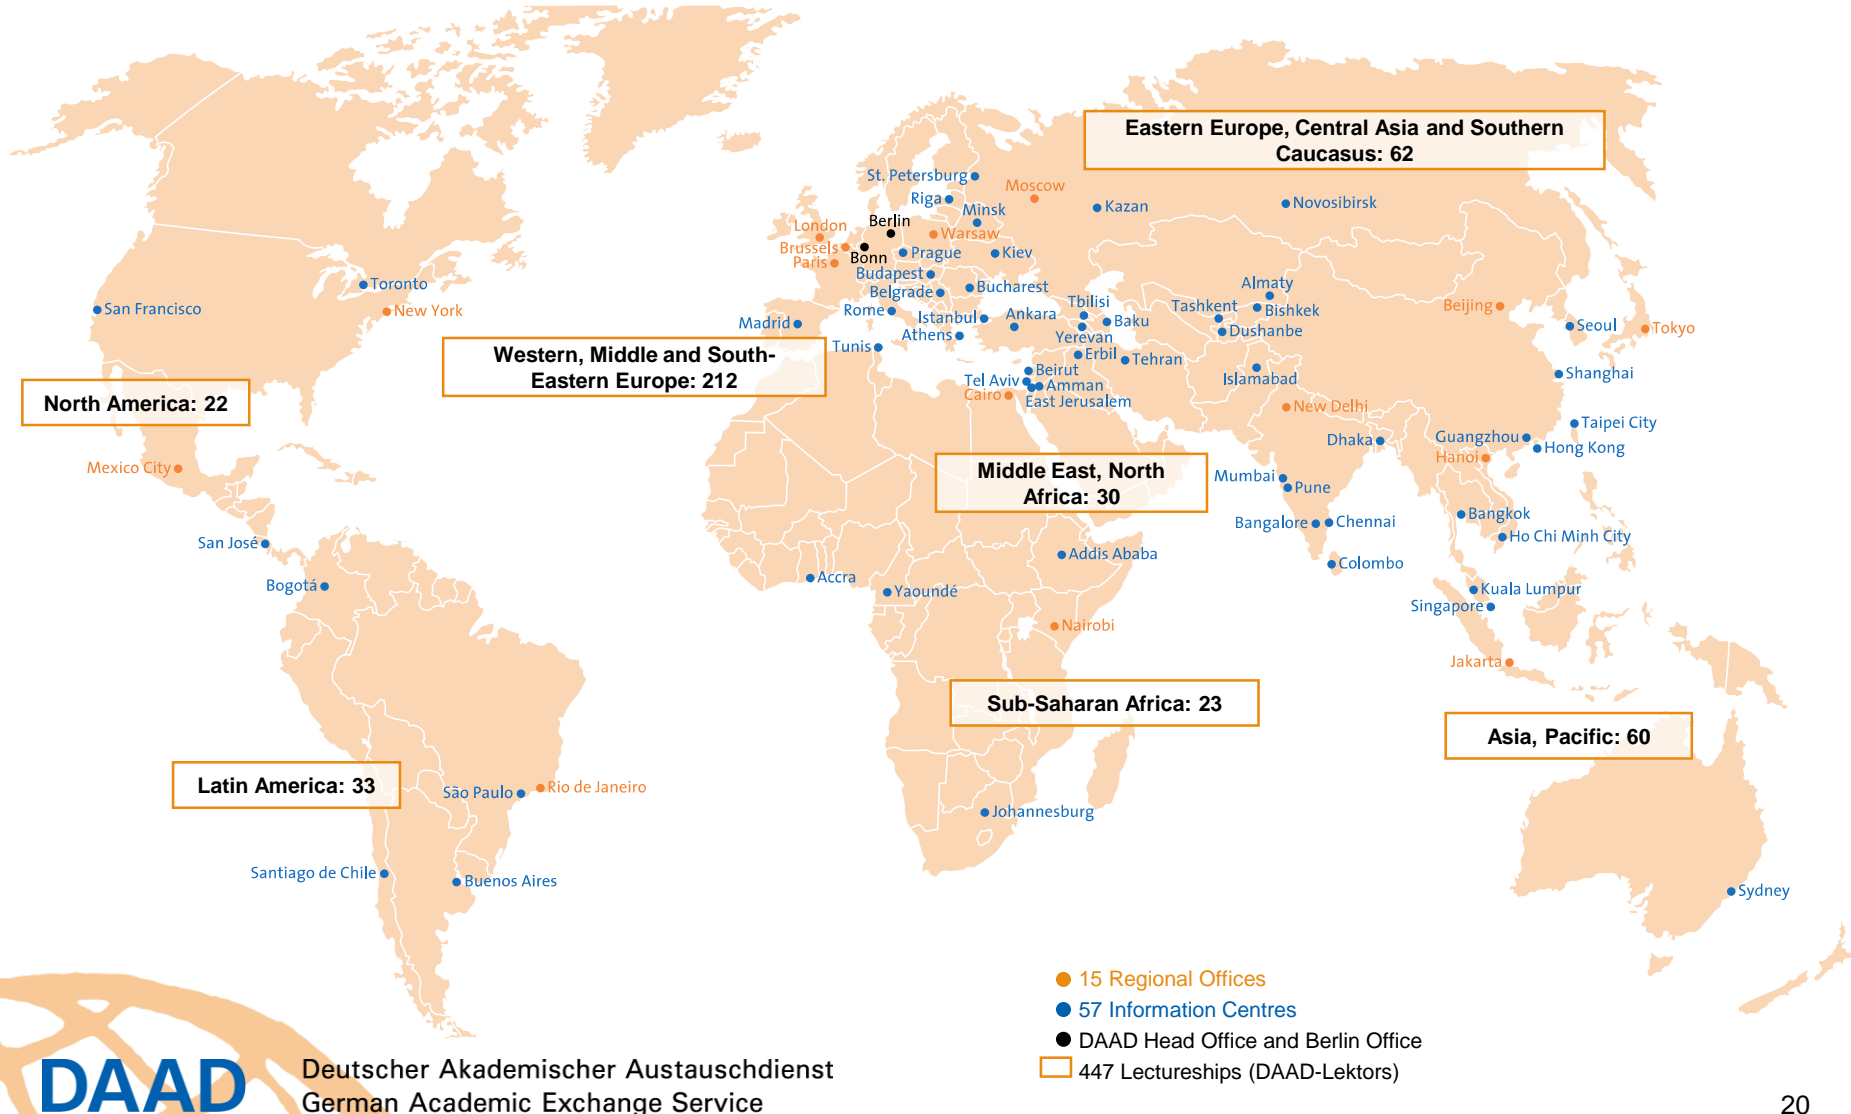 Eastern Europe, Central Asia and Southern
Caucasus: 62
St. Petersburg
Moscow
Riga
Minsk
Kazan
Novosibirsk
London
Berlin
Warsaw
Brussels
Bonn
Prague
Kiev
Paris
Budapest
Toronto
Belgrade
Bucharest
Almaty
San Francisco
New York
Rome
Istanbul
Ankara
Tbilisi
Baku
Tashkent
Bishkek
Beijing
Madrid
Athens
Yerevan
Dushanbe
Seoul
Tokyo
Tunis
Erbil
Tehran
Western, Middle and South-
Eastern Europe: 212
Beirut
Tel Aviv
Amman
Islamabad
Shanghai
Cairo
East Jerusalem
North America: 22
New Delhi
Taipei City
Dhaka
Guangzhou
Hong Kong
Hanoi
Mexico City
Middle East, North
Africa: 30
Mumbai
Pune
Bangkok
Bangalore
Chennai
Ho Chi Minh City
San José
Addis Ababa
Colombo
Bogotá
Accra
Yaoundé
Kuala Lumpur
Singapore
Nairobi
Jakarta
Sub-Saharan Africa: 23
Asia, Pacific: 60
Latin America: 33
São Paulo
Rio de Janeiro
Johannesburg
Santiago de Chile
Buenos Aires
Sydney
15 Regional Offices
57 Information Centres
DAAD Head Office and Berlin Office
447 Lectureships (DAAD-Lektors)
DAAD
Deutscher Akademischer Austauschdienst
German Academic Exchange Service
20